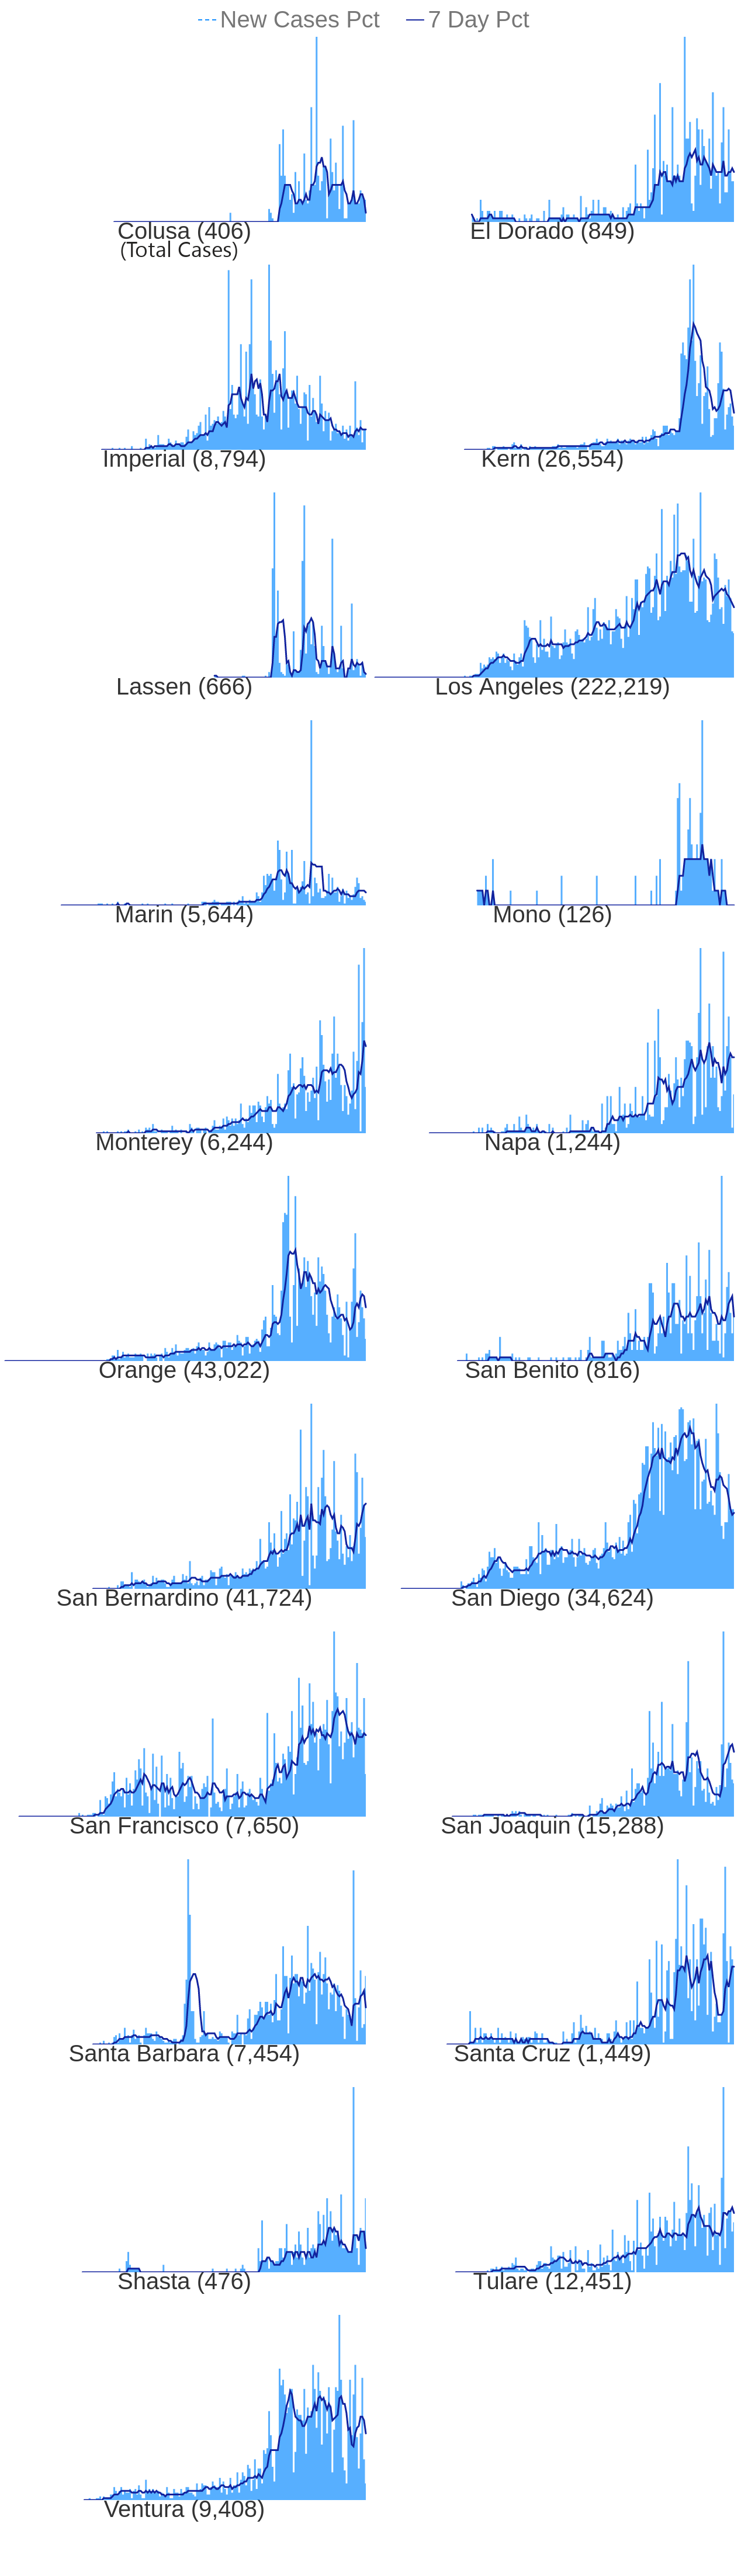 New Cases Pct 7 Day Pct
Colusa (406) El Dorado (849)
(Total Cases)
Imperial (8,794) Kern (26,554)
Lassen (666) Los Angeles (222,219)
Marin (5,644) Mono (126)
Monterey (6,244) Napa (1,244)
Orange (43,022) San Benito (816)
San Bernardino (41,724) San Diego (34,624)
San Francisco (7,650) San Joaquin (15,288)
Santa Barbara (7,454) Santa Cruz (1,449)
Shasta (476) Tulare (12,451)
Ventura (9,408)